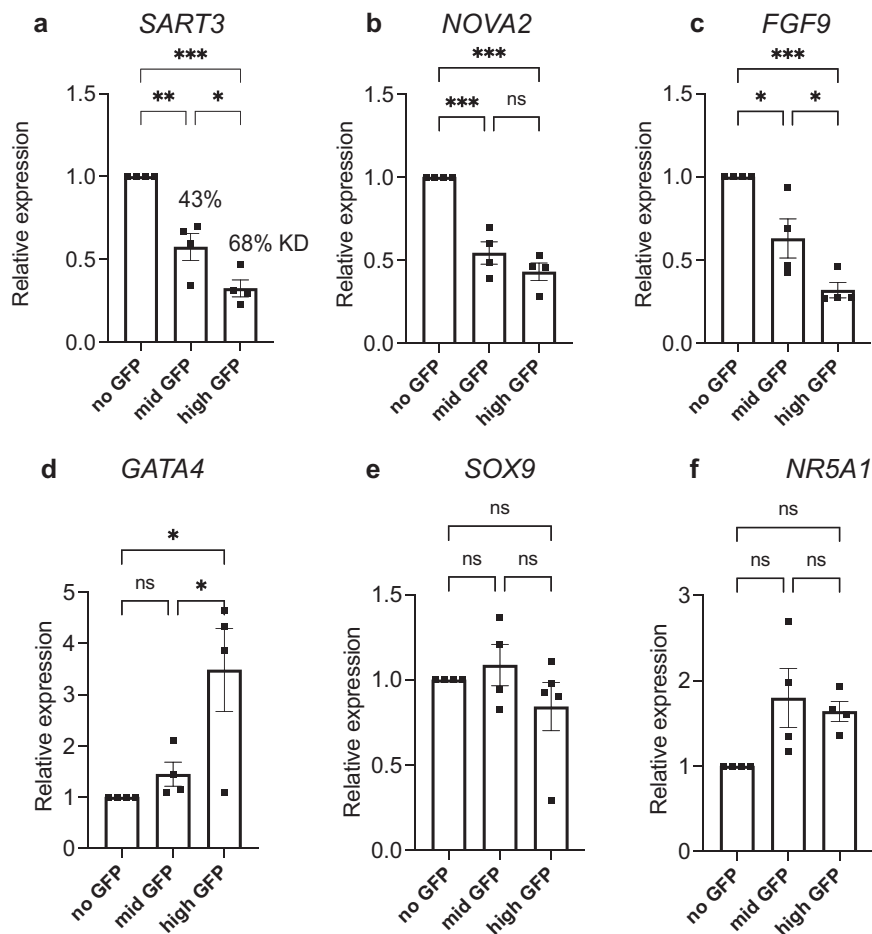 a SART3
***
** *
1.5
1.0
0.5
0.0
Relative expression
43%
68% KD
no GFP
mid GFP
high GFP
b NOVA2
***
*** ns
1.5
1.0
0.5
0.0
Relative expression
no GFP
mid GFP
high GFP
c FGF9
***
* *
1.5
1.0
0.5
0.0
Relative expression
no GFP
mid GFP
high GFP
d GATA4
*
ns *
5
4
3
2
1
0
Relative expression
no GFP
mid GFP
high GFP
e SOX9
ns
ns ns
1.5
1.0
0.5
0.0
Relative expression
no GFP
mid GFP
high GFP
f NR5A1
ns
ns ns
3
2
1
0
Relative expression
no GFP
mid GFP
high GFP